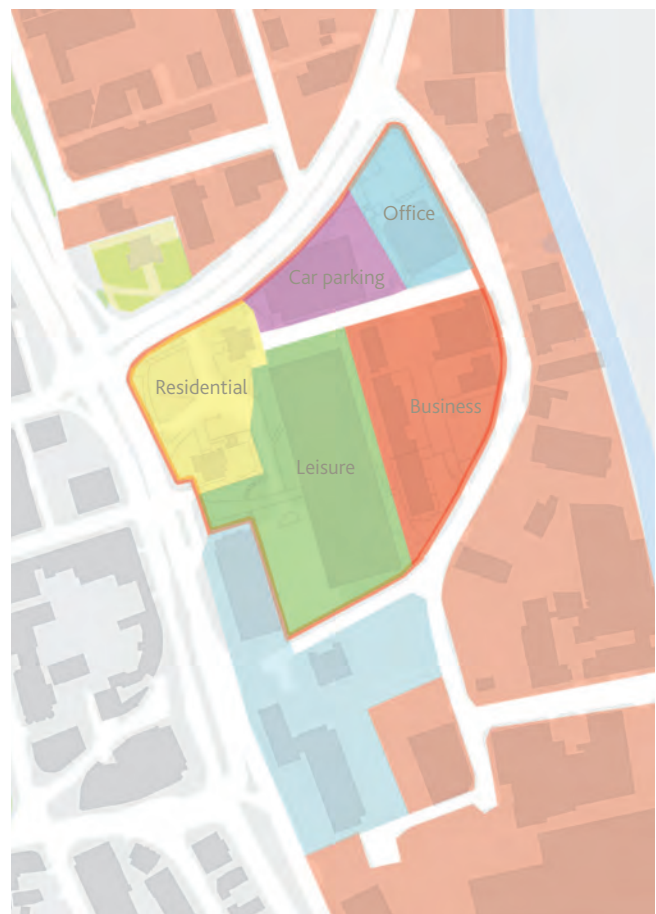 Office
Car parking
Residential
Business
Leisure